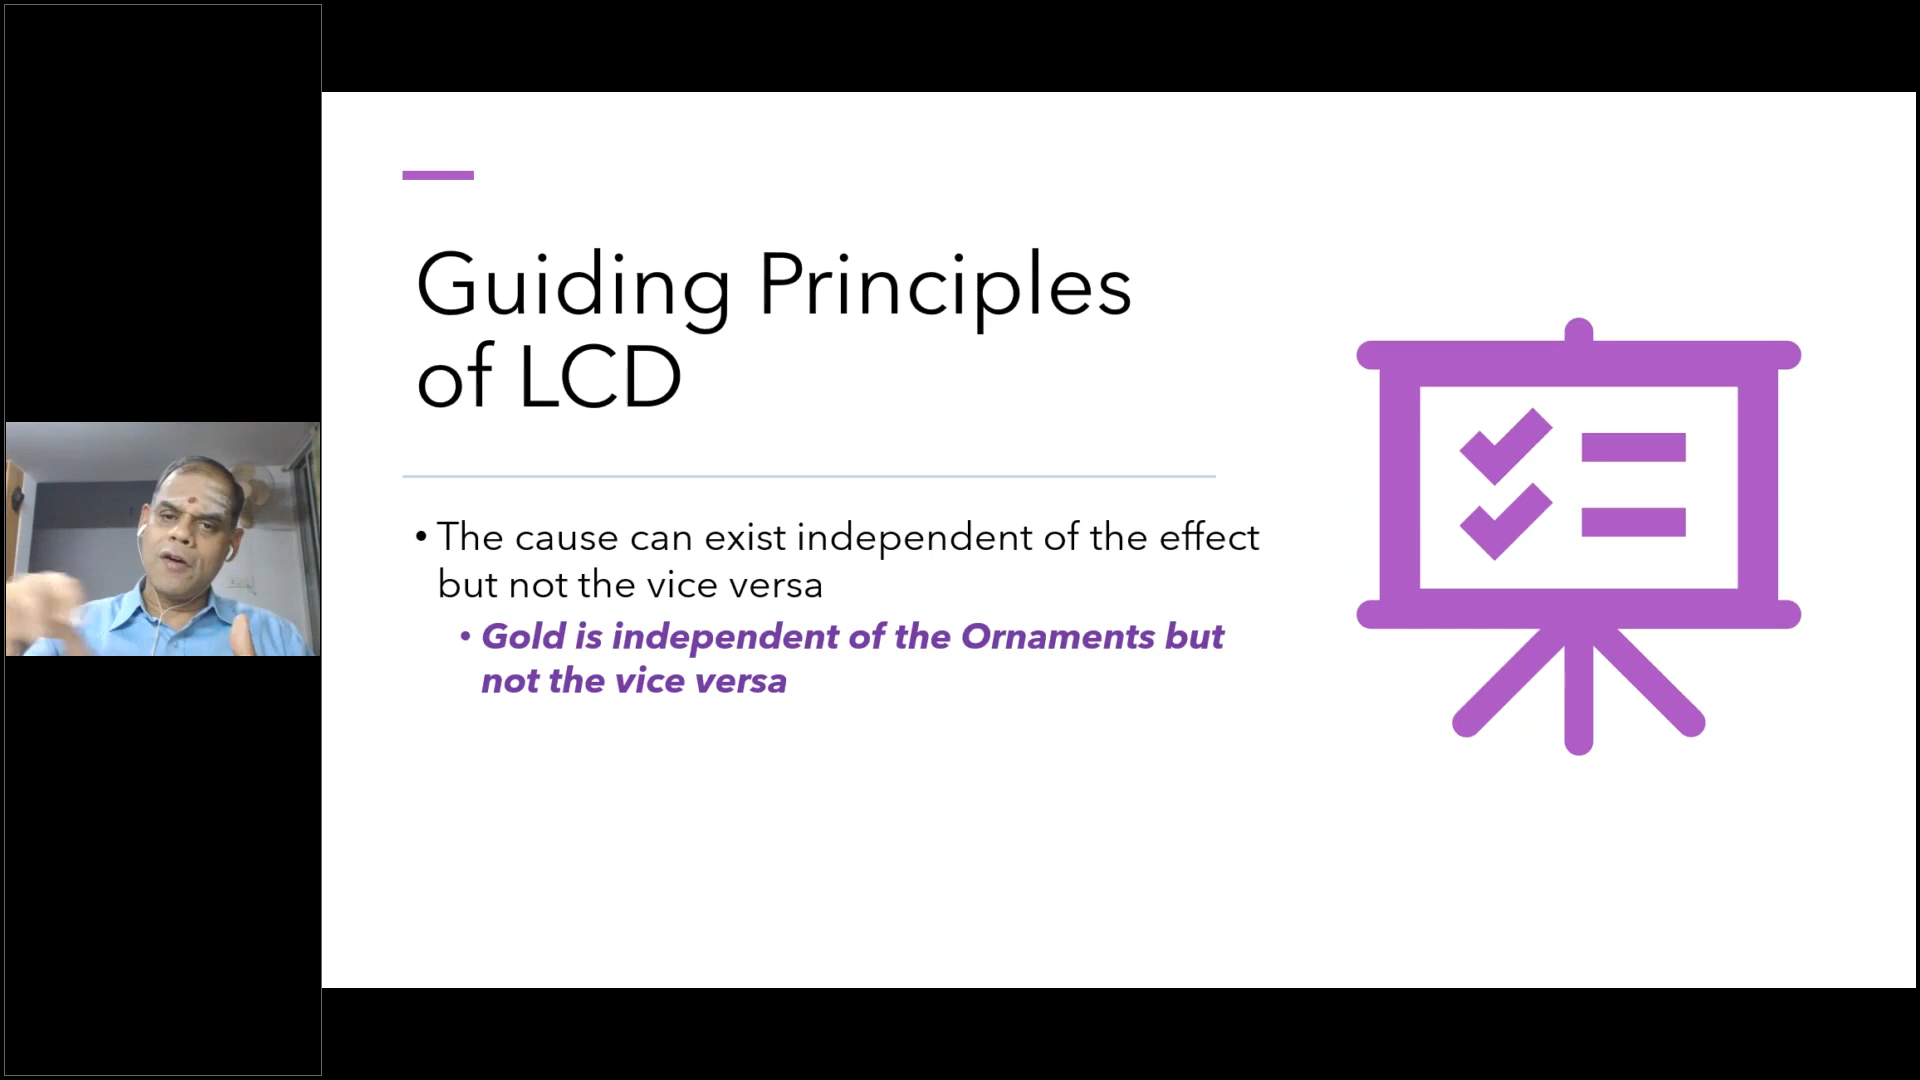 Guiding Principles
of LCD
• The cause can exist independent of the effect
but not the vice versa
• Gold is independent of the Ornaments but
not the vice versa